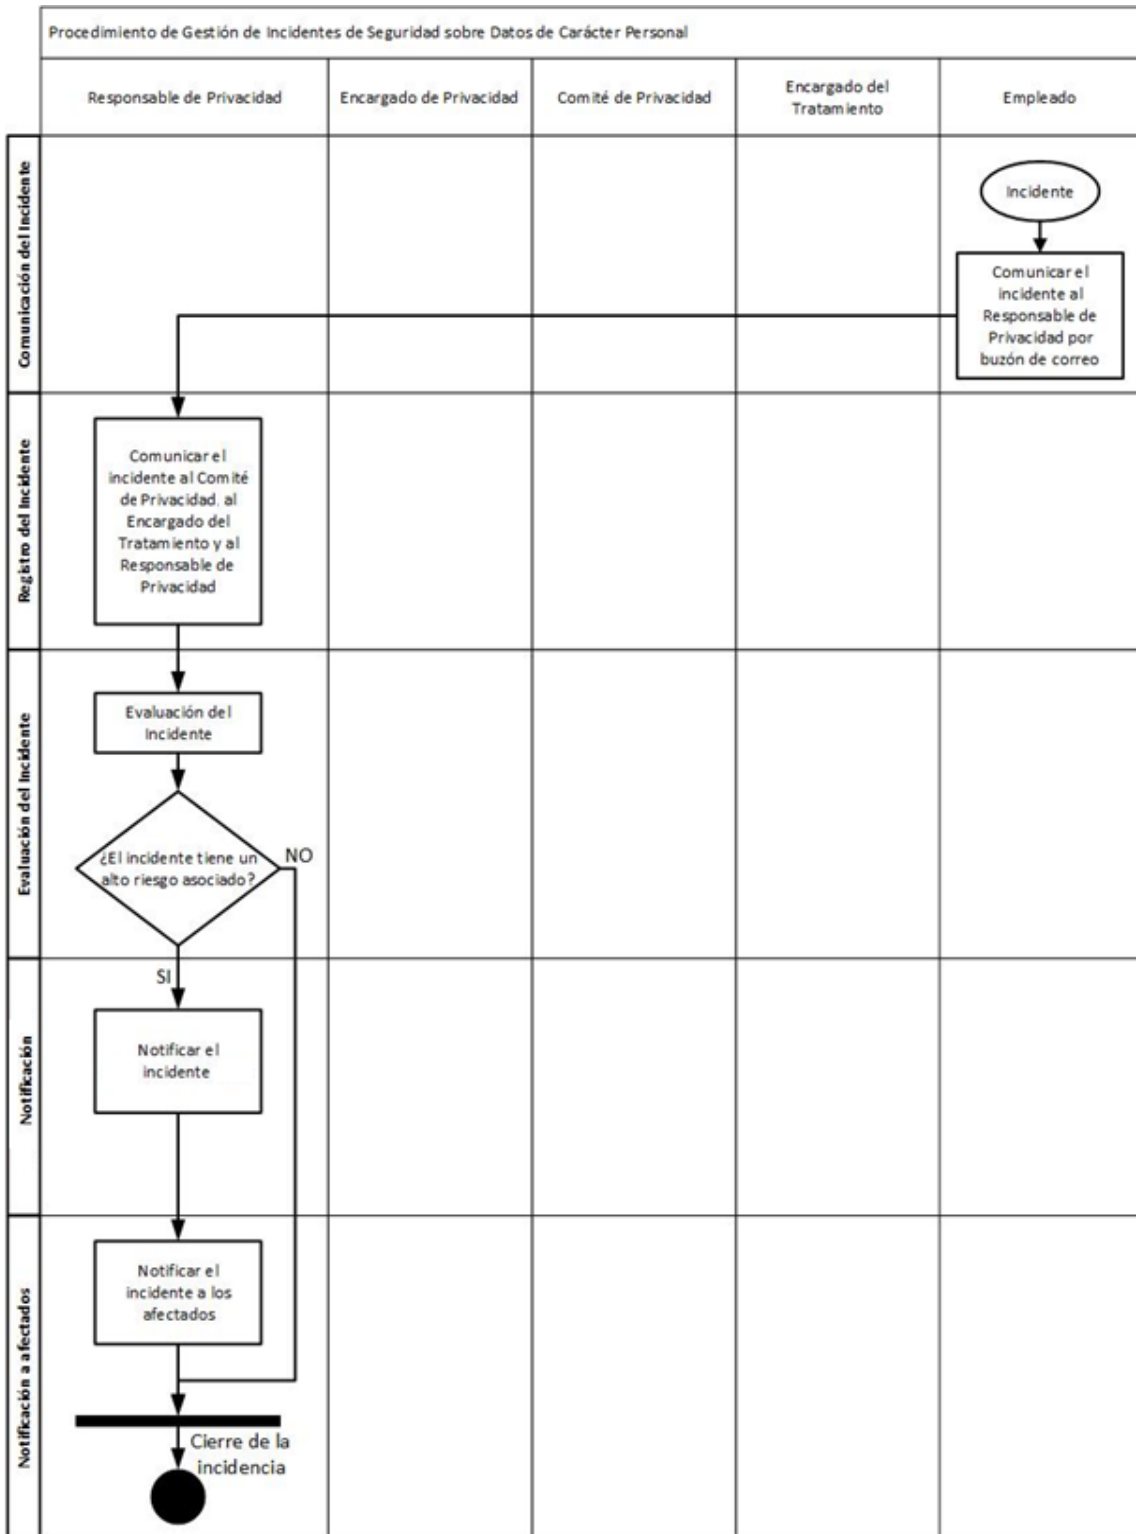 Procedimiento de Gestión de Incidentes de Seguridad sobre Datos de Carácter Personal
Responsable de Privacidad
Encargado de Privacidad
Comité de Privacidad
Encargado del
Tratamiento
Empleado
Comunicación del Incidente
Incidente
Comunicar el
incidente al
Responsable de
Privacidad por
buzón de correo
Registro del Incidente
Comunicar el
incidente al Comité
de Privacidad, al
Encargado del
Tratamiento y al
Responsable de
Privacidad
Evaluación del Incidente
Evaluación del
Incidente
¿El incidente tiene un
alto riesgo asociado?
NO
SI
Notificación
Notificar el
incidente
Notificación a afectados
Notificar el
incidente a los
afectados
Cierre de la
incidencia